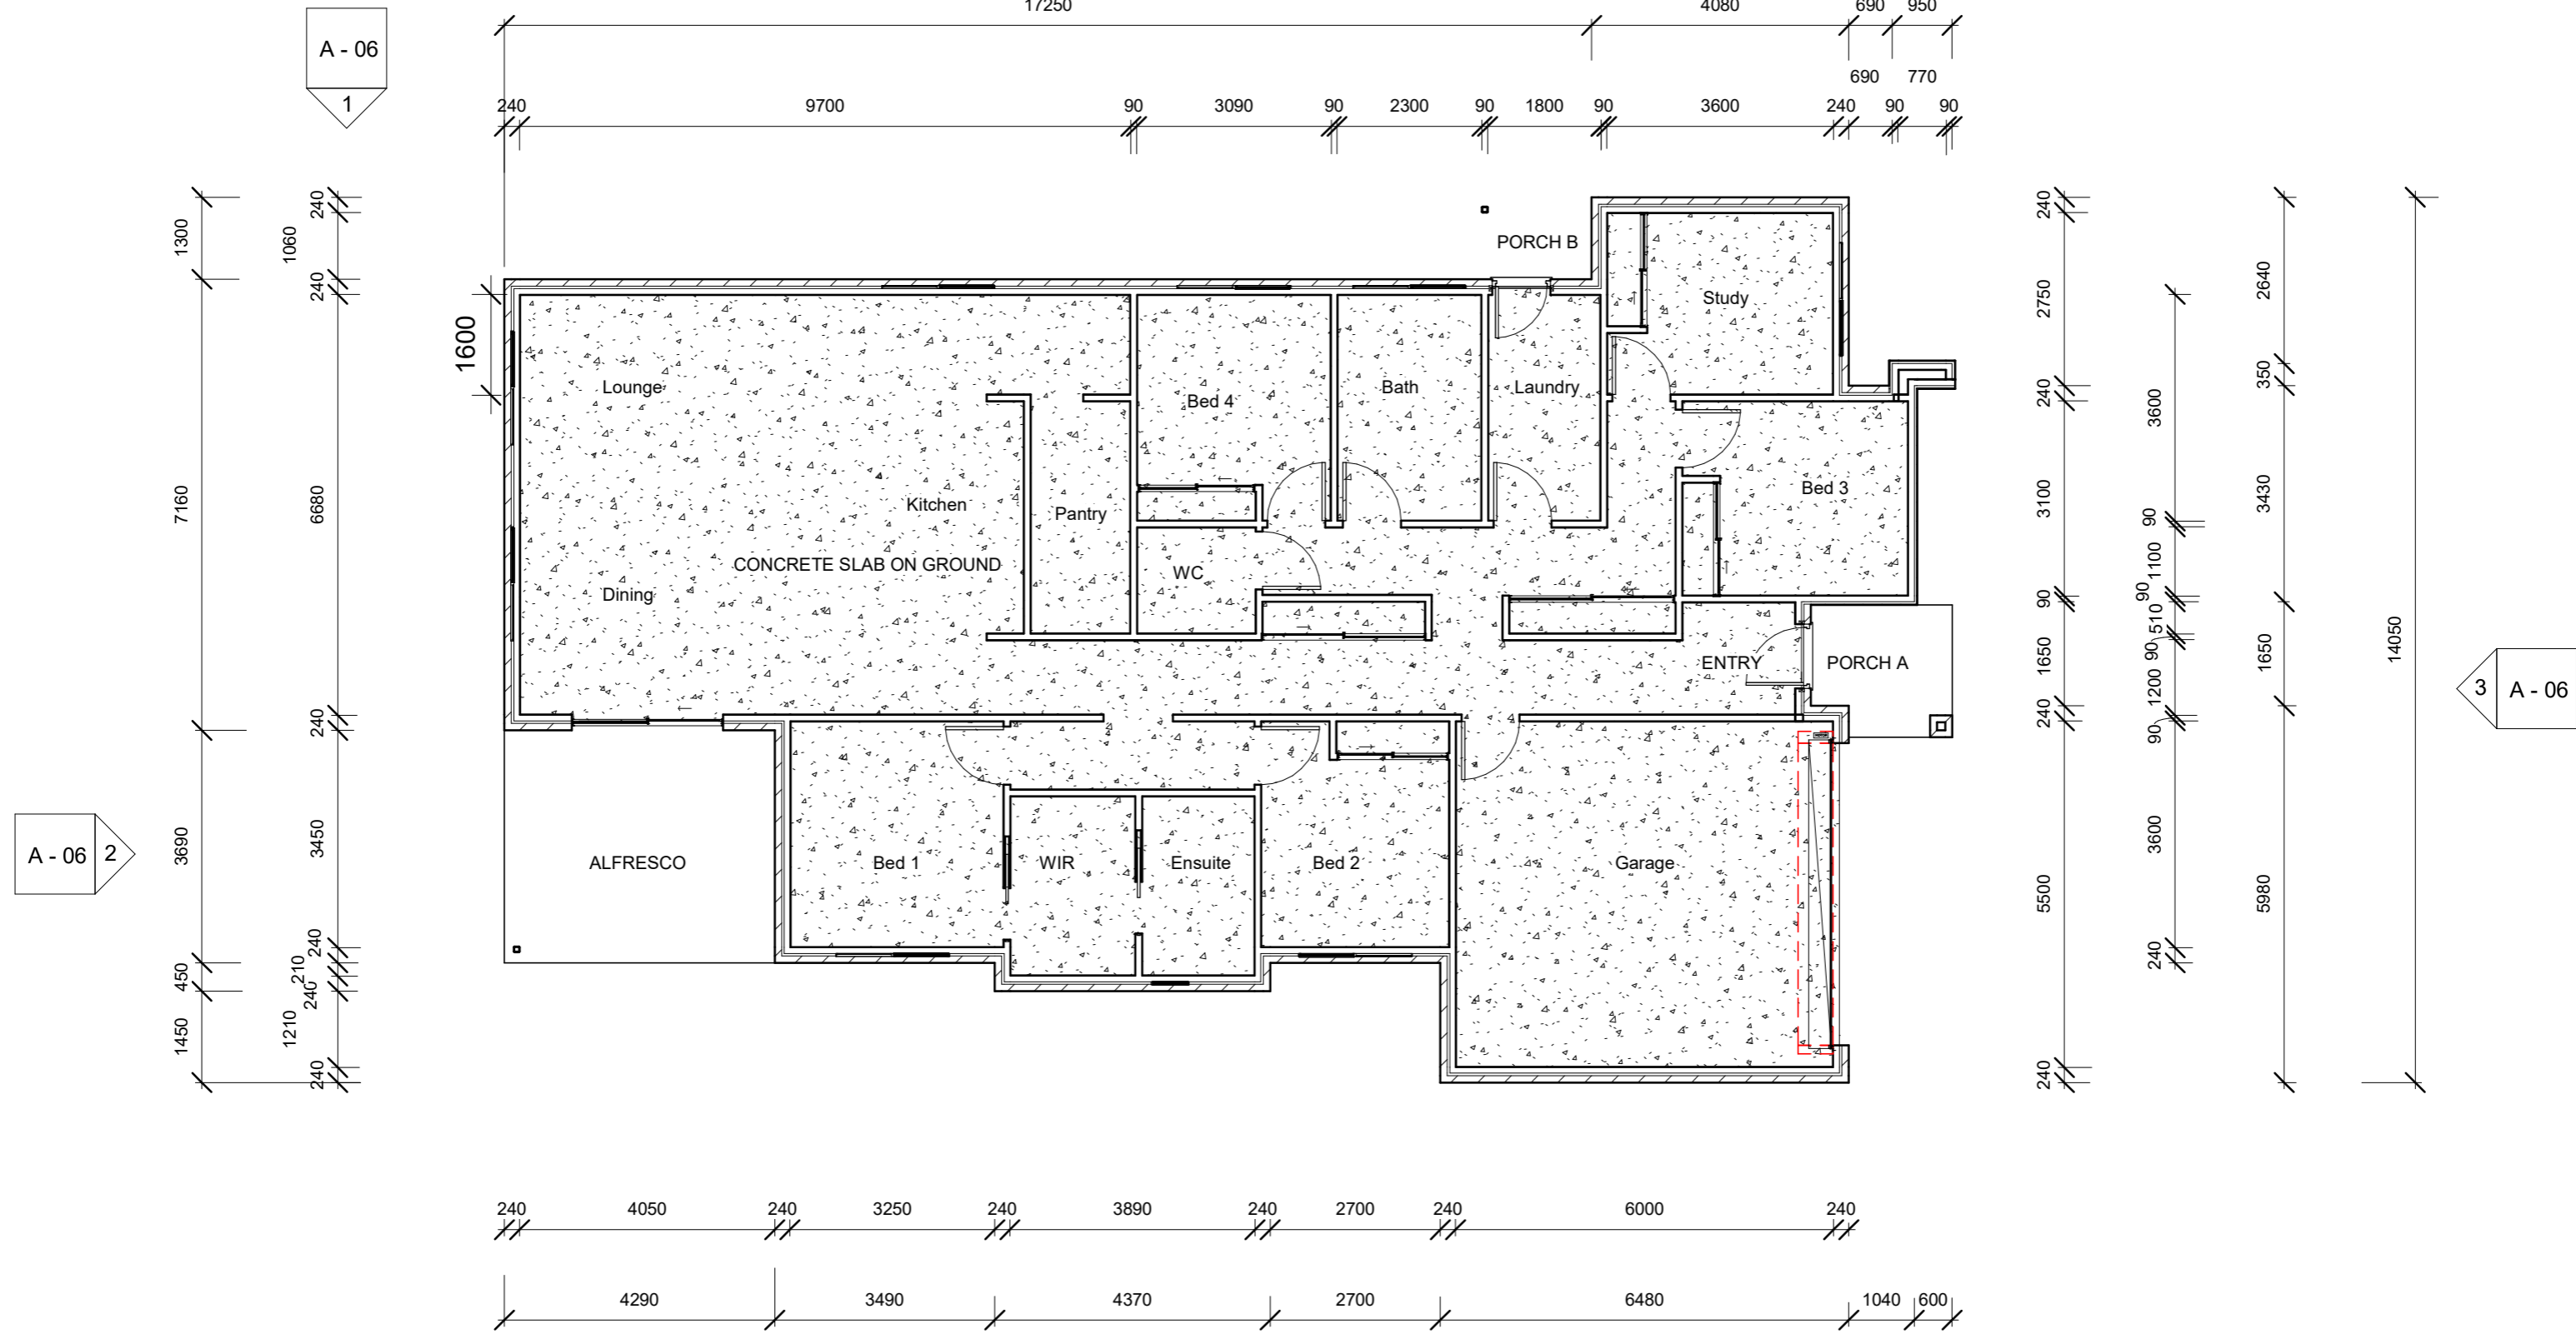 17250 4080 690 950
A - 06
1
690 770
240 9700 90 3090 90 2300 90 1800 90 3600 240 90 90
1300 7160 3690 450 1450
240 1060 240 6680 240 3450 240 210 240 1210 240
1600
PORCH B
Study
Lounge
Bed 4
Bath
Laundry
Bed 3
Kitchen
Pantry
CONCRETE SLAB ON GROUND
WC
Dining
ENTRY
PORCH A
ALFRESCO
Bed 1
WIR
Ensuite
Bed 2
Garage
A - 06 2
240 2750 240 3100 90 1650 240 5500 240
3600 90 1100 90 510 90 1200 90 3600 240
2640 350 3430 1650 5980
14050
3 A - 06
240 4050 240 3250 240 3890 240 2700 240 6000 240
4290 3490 4370 2700 6480 1040 600